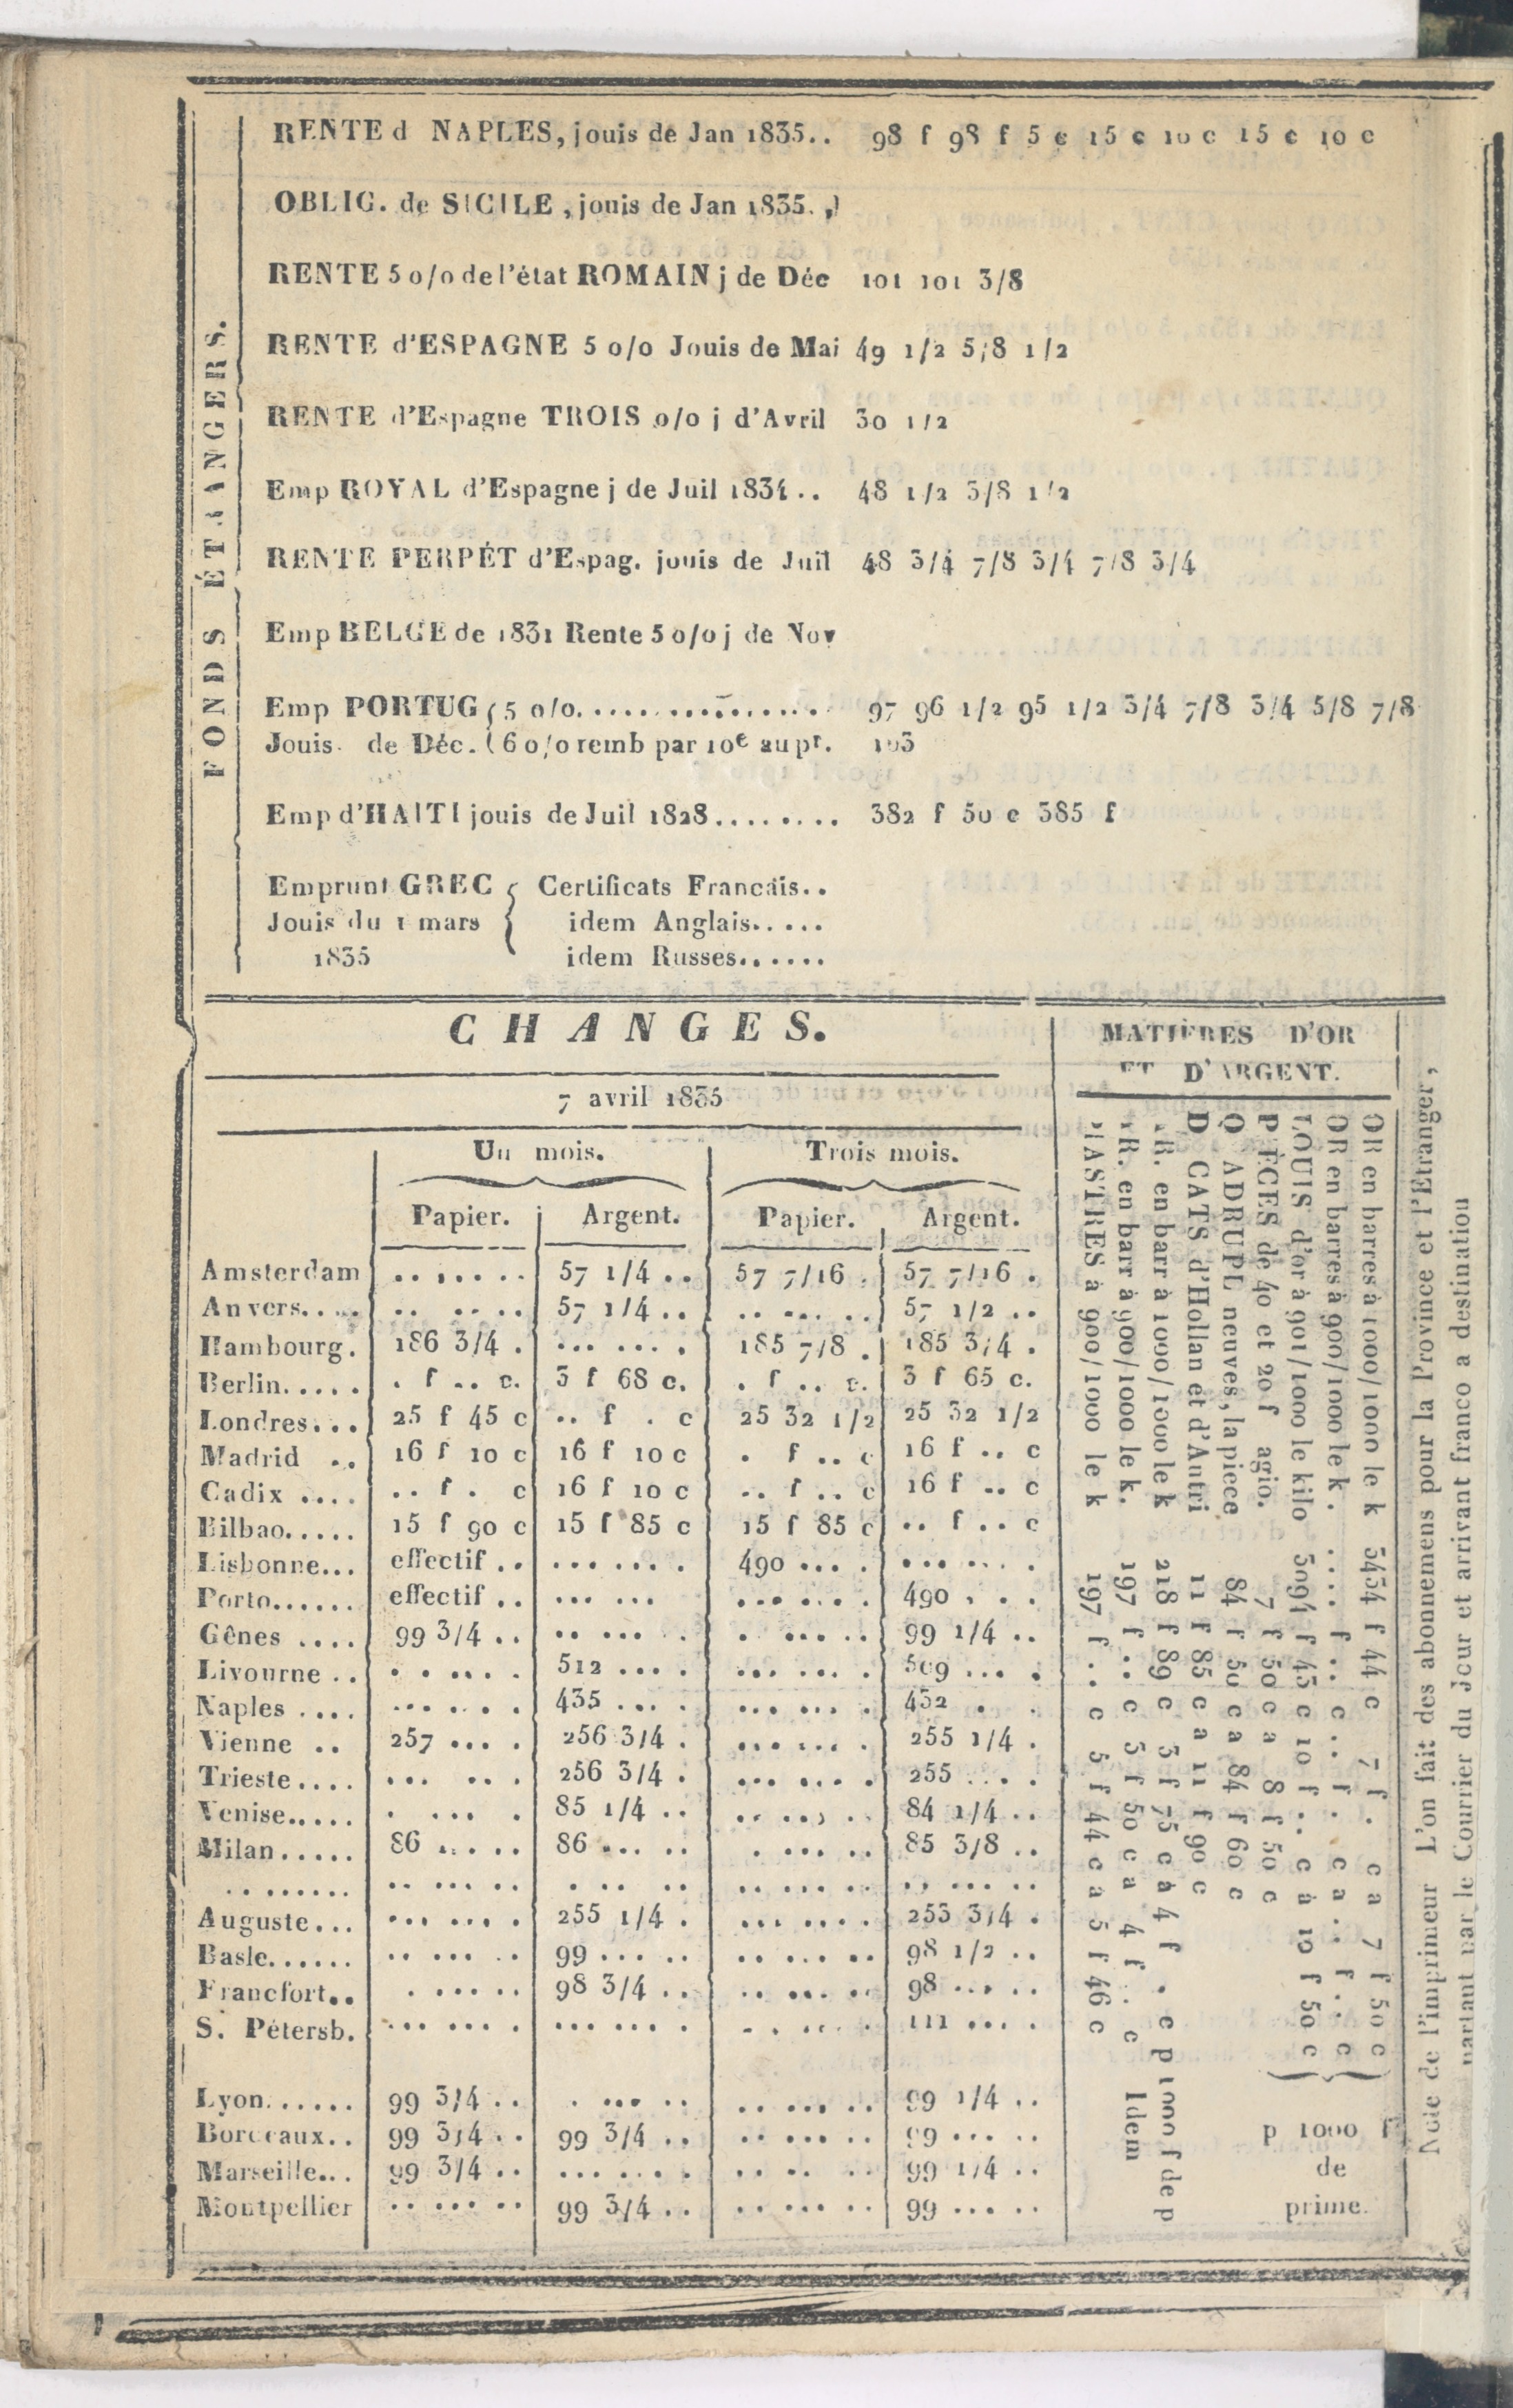 FONDS ÉTRANGERS.
RENTE d NAPLES, jouis de Jan 1835.. 98 f 98 f 5 c 15 c 10 c 15 c 10 c
OBLIG. de SICILE, jouis de Jan 1835.
RENTE 5 o/o de l'état ROMAIN j de Déc 101 101 3/8
RENTE d'ESPAGNE 5 o/o Jouis de Mai 49 1/2 5/8 1/2
RENTE d'Espagne TROIS o/o j d'Avril 30 1/2
Emp ROYAL d'Espagne j de Juil 1834.. 48 1/2 3/8 1/2
RENTE PERPÉT d'Espag. jouis de Juil 48 3/4 7/8 3/4 7/8 3/4
Emp BELGE de 1831 Rente 5 o/o j de Nov
Emp PORTUG { 5 o/o. ............... 97 96 1/2 95 1/2 3/4 7/8 3/4 5/8 7/8
Jouis. de Déc. { 6 o/o remb par 10e au pr. 103
Emp d'HAITI jouis de Juil 1828........ 382 f 50 c 385 f
Emprunt GREC { Certificats Francais..
Jouis du 1 mars { idem Anglais.....
1835 idem Russes......
CHANGES.
7 avril 1835
Un mois. Trois mois.
Papier. Argent. Papier. Argent.
Amsterdam .. ... ... 57 1/4 .. 57 7/16 . 57 7/16 .
Anvers..... .. ... .. 57 1/4 .. .. ... .. 57 1/2 ..
Hambourg. 186 3/4 . ... ... . 185 7/8 . 185 3/4 .
Berlin..... . f .. c. 3 f 68 c. . f .. c. 3 f 65 c.
Londres... 25 f 45 c .. f . c 25 32 1/2 25 32 1/2
Madrid .. 16 f 10 c 16 f 10 c . f .. c 16 f .. c
Cadix .... .. f . c 16 f 10 c .. f .. c 16 f .. c
Bilbao..... 15 f 90 c 15 f 85 c 15 f 85 c .. f .. c
Lisbonne... effectif .. ... ... . 490 ... . ... ... .
Porto...... effectif .. ... ... ... ... . 490 . . .
Gênes .... 99 3/4 .. .. ... . . ... .. 99 1/4 ..
Livourne .. . . ... . 512 ... . ... ... . 509 ... .
Naples .... ... ... . 435 ... . ... ... . 432 . .
Vienne .. 257 ... . 256 3/4 . ... ... . 255 1/4 .
Trieste.... ... .. . 256 3/4 . ... ... . 255 ... .
Venise..... . ... . 85 1/4 .. .. ... . 84 1/4 ..
Milan..... 86 ... .. 86 ... .. . ... .. 85 3/8 ..
.. ...... .. ... .. . .. .. .. ... .. .. ... ..
Auguste... ... ... . 255 1/4 . ... ... . 253 3/4 .
Basle...... .. ... .. 99 ... .. .. ... .. 98 1/2 ..
Francfort.. . ... .. 98 3/4 .. .. ... .. 98 ... ..
S. Pétersb. ... ... . ... ... . . ... . 111 ... .
Lyon...... 99 3/4 .. . ... .. .. ... .. 99 1/4 ..
Bordeaux.. 99 3/4 .. 99 3/4 .. .. ... .. 99 ... ..
Marseille... 99 3/4 .. ... ... . .. .. .. 99 1/4 ..
Montpellier .. ... .. 99 3/4 .. .. ... .. 99 ... ..
MATIÈRES D'OR
ET D'ARGENT.
OR en barres à 1000/1000 le k 3434 f 44 c 7 f . c a 7 f 50 c
OR en barres à 900/1000 le k. .... f .. c .. f . c a .. f .. c
LOUIS d'or à 901/1000 le kilo 3094 f 43 c 10 f .. c à 10 f 50 c
PIÈCES de 40 et 20 f agio. 7 f 50 c a 8 f 50 c
p 1000 f
de
prime.
Q ADRUPL neuves, la piece 84 f 50 c a 84 f 60 c
D CATS d'Hollan et d'Autri 11 f 85 c a 11 f 90 c
AR. en barr à 1000/1000 le k 218 f 89 c 3 f 75 c à 4 f . c p 1000 f de p
AR. en barr à 900/1000 le k. 197 f .. c 3 f 50 c a 4 f .. c Idem
PIASTRES à 900/1000 le k 197 f .. c 5 f 44 c a 5 f 46 c
Note de l'imprimeur L'on fait des abonnemens pour la Province et l'Etranger,
partant par le Courrier du Jour et arrivant franco a destination